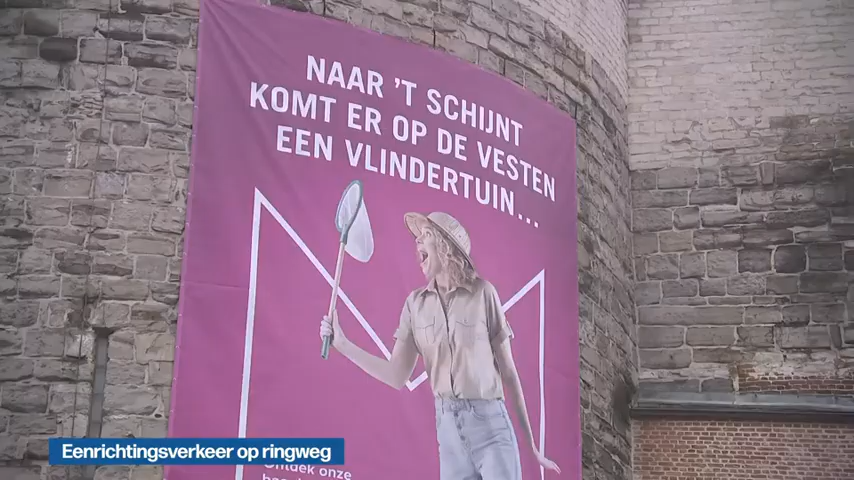 NAAR 'T SCHIJNT
KOMT ER OP DE VESTEN
EEN VLINDERTUIN...
Eenrichtingsverkeer op ringweg
Ontdek onze